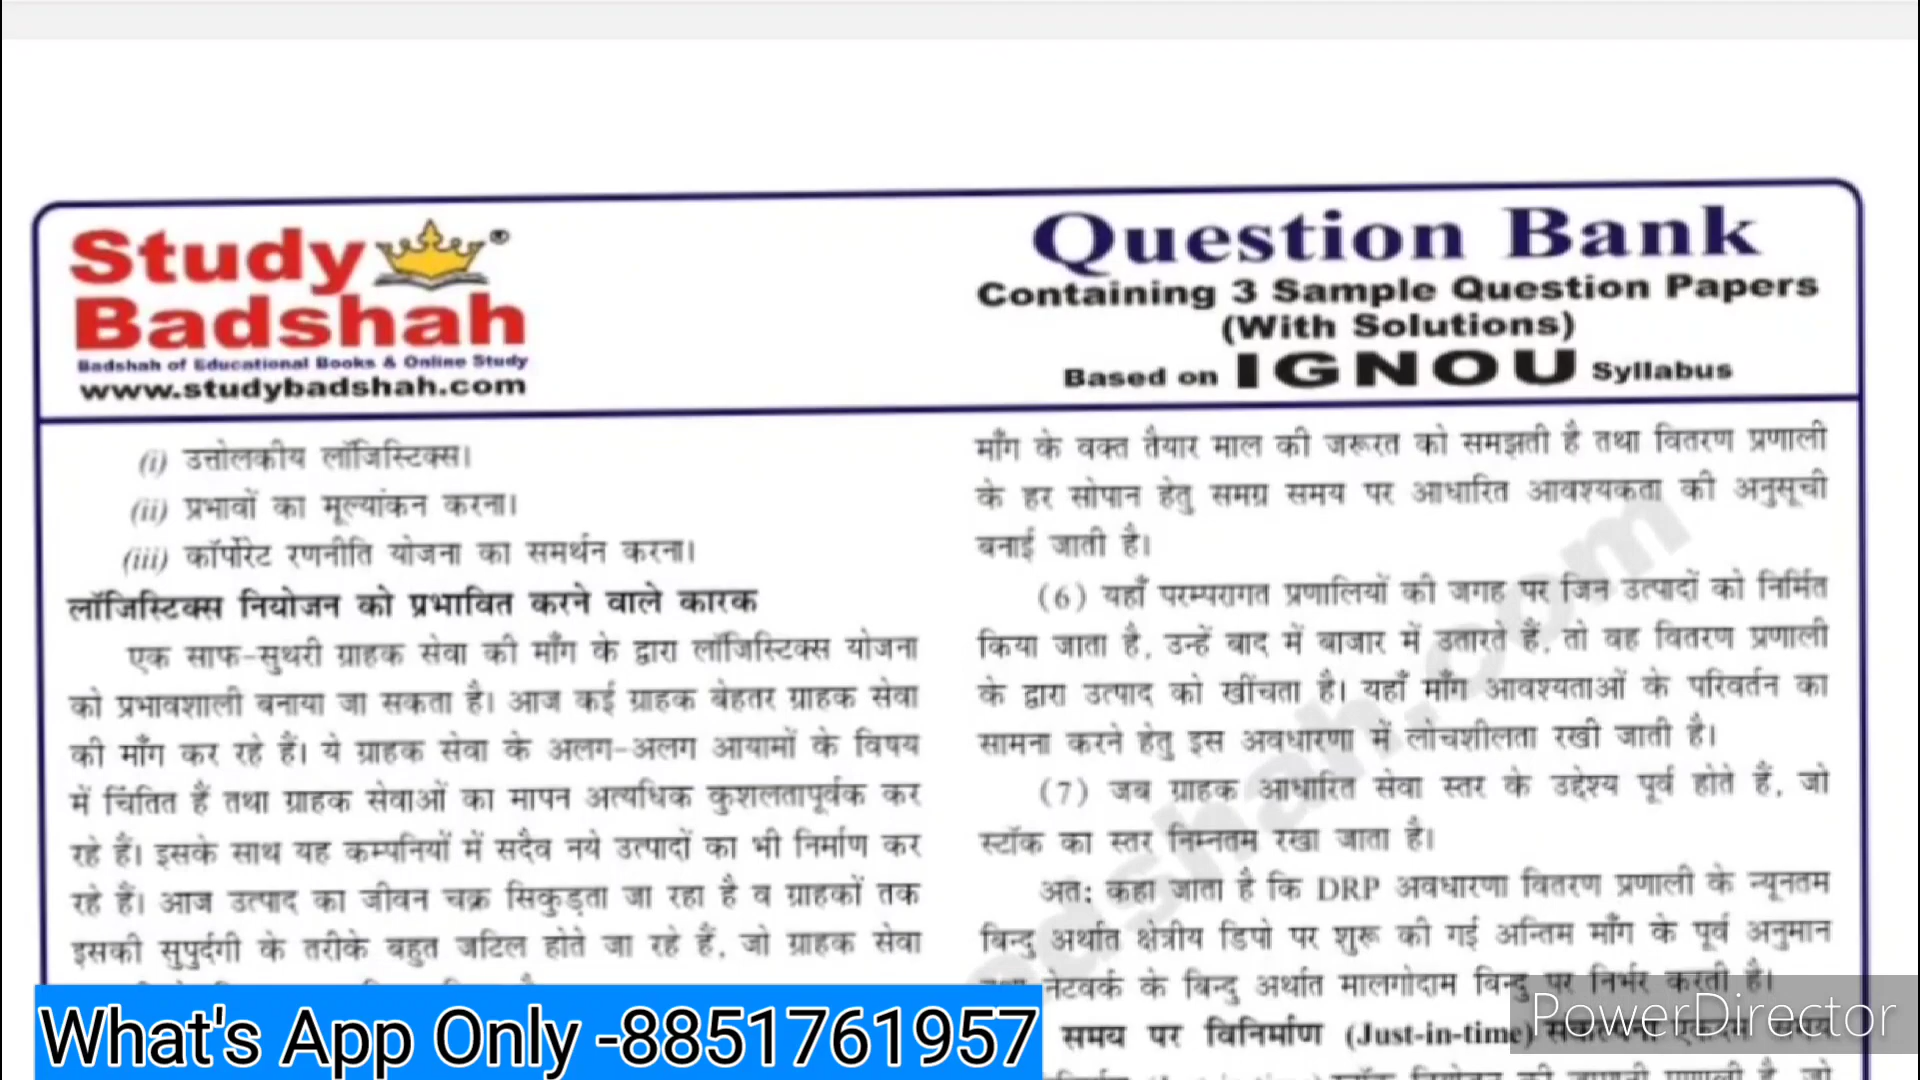 Study
Badshah
Badshah of Educational Books & Online Study
www.studybadshah.com
Question Bank
Containing 3 Sample Question Papers
(With Solutions)
Based on IGNOU Syllabus
(i) उत्तोलकीय लॉजिस्टिक्स।
(ii) प्रभावों का मूल्यांकन करना।
(iii) कॉर्पोरेट रणनीति योजना का समर्थन करना।
लॉजिस्टिक्स नियोजन को प्रभावित करने वाले कारक
एक साफ-सुथरी ग्राहक सेवा की माँग के द्वारा लॉजिस्टिक्स योजना
को प्रभावशाली बनाया जा सकता है। आज कई ग्राहक बेहतर ग्राहक सेवा
की माँग कर रहे हैं। ये ग्राहक सेवा के अलग-अलग आयामों के विषय
में चिंतित हैं तथा ग्राहक सेवाओं का मापन अत्यधिक कुशलतापूर्वक कर
रहे हैं। इसके साथ यह कम्पनियों में सदैव नये उत्पादों का भी निर्माण कर
रहे हैं। आज उत्पाद का जीवन चक्र सिकुड़ता जा रहा है व ग्राहकों तक
इसकी सुपुर्दगी के तरीके बहुत जटिल होते जा रहे हैं, जो ग्राहक सेवा
माँग के वक्त तैयार माल की जरूरत को समझती है तथा वितरण प्रणाली
के हर सोपान हेतु समग्र समय पर आधारित आवश्यकता की अनुसूची
बनाई जाती है।
(6) यहाँ परम्परागत प्रणालियों की जगह पर जिन उत्पादों को निर्मित
किया जाता है, उन्हें बाद में बाजार में उतारते हैं, तो वह वितरण प्रणाली
के द्वारा उत्पाद को खींचता है। यहाँ माँग आवश्यताओं के परिवर्तन का
सामना करने हेतु इस अवधारणा में लोचशीलता रखी जाती है।
(7) जब ग्राहक आधारित सेवा स्तर के उद्देश्य पूर्व होते हैं, जो
स्टॉक का स्तर निम्नतम रखा जाता है।
अत: कहा जाता है कि DRP अवधारणा वितरण प्रणाली के न्यूनतम
बिन्दु अर्थात क्षेत्रीय डिपो पर शुरू की गई अन्तिम माँग के पूर्व अनुमान
नेटवर्क के बिन्दु अर्थात मालगोदाम बिन्दु पर निर्भर करती है।
समय पर विनिर्माण (Just-in-time)
What's App Only -8851761957
PowerDirector